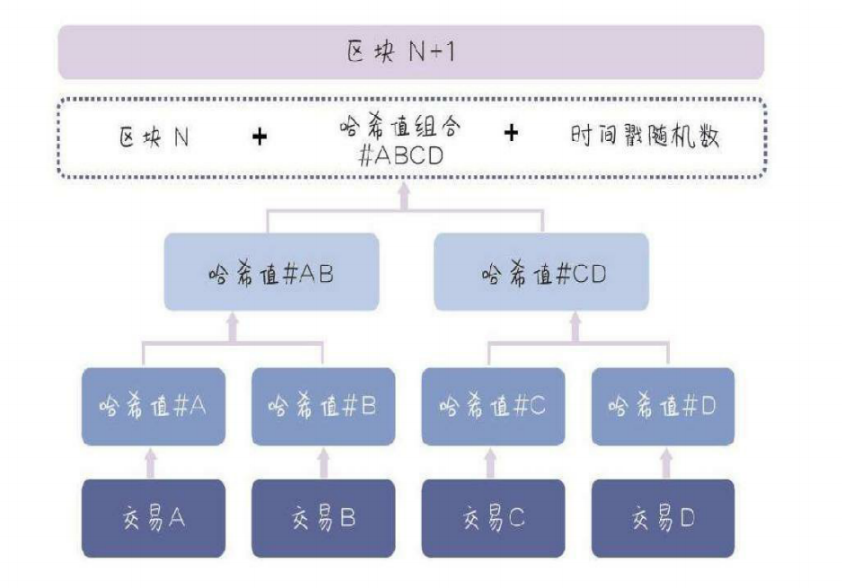 区块 N+1
区块 N + 哈希值组合 + 时间戳随机数
#ABCD
哈希值#AB
哈希值#CD
哈希值#A
哈希值#B
哈希值#C
哈希值#D
交易A
交易B
交易C
交易D